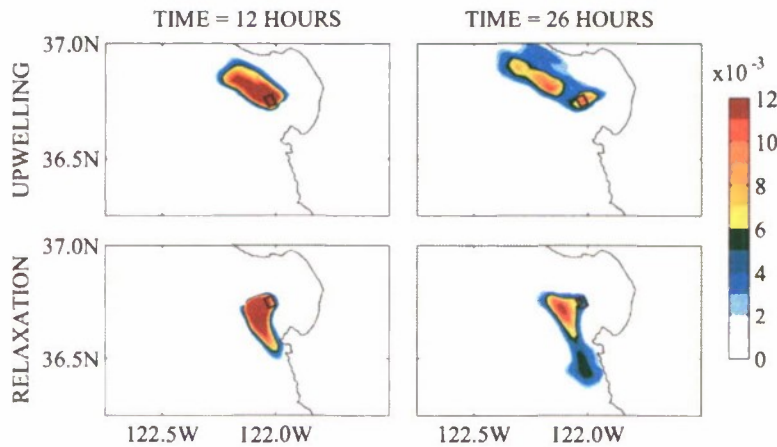 TIME = 12 HOURS
TIME = 26 HOURS
UPWELLING
37.0N
36.5N
x10⁻³
12
10
8
6
4
2
0
RELAXATION
37.0N
36.5N
122.5W
122.0W
122.5W
122.0W